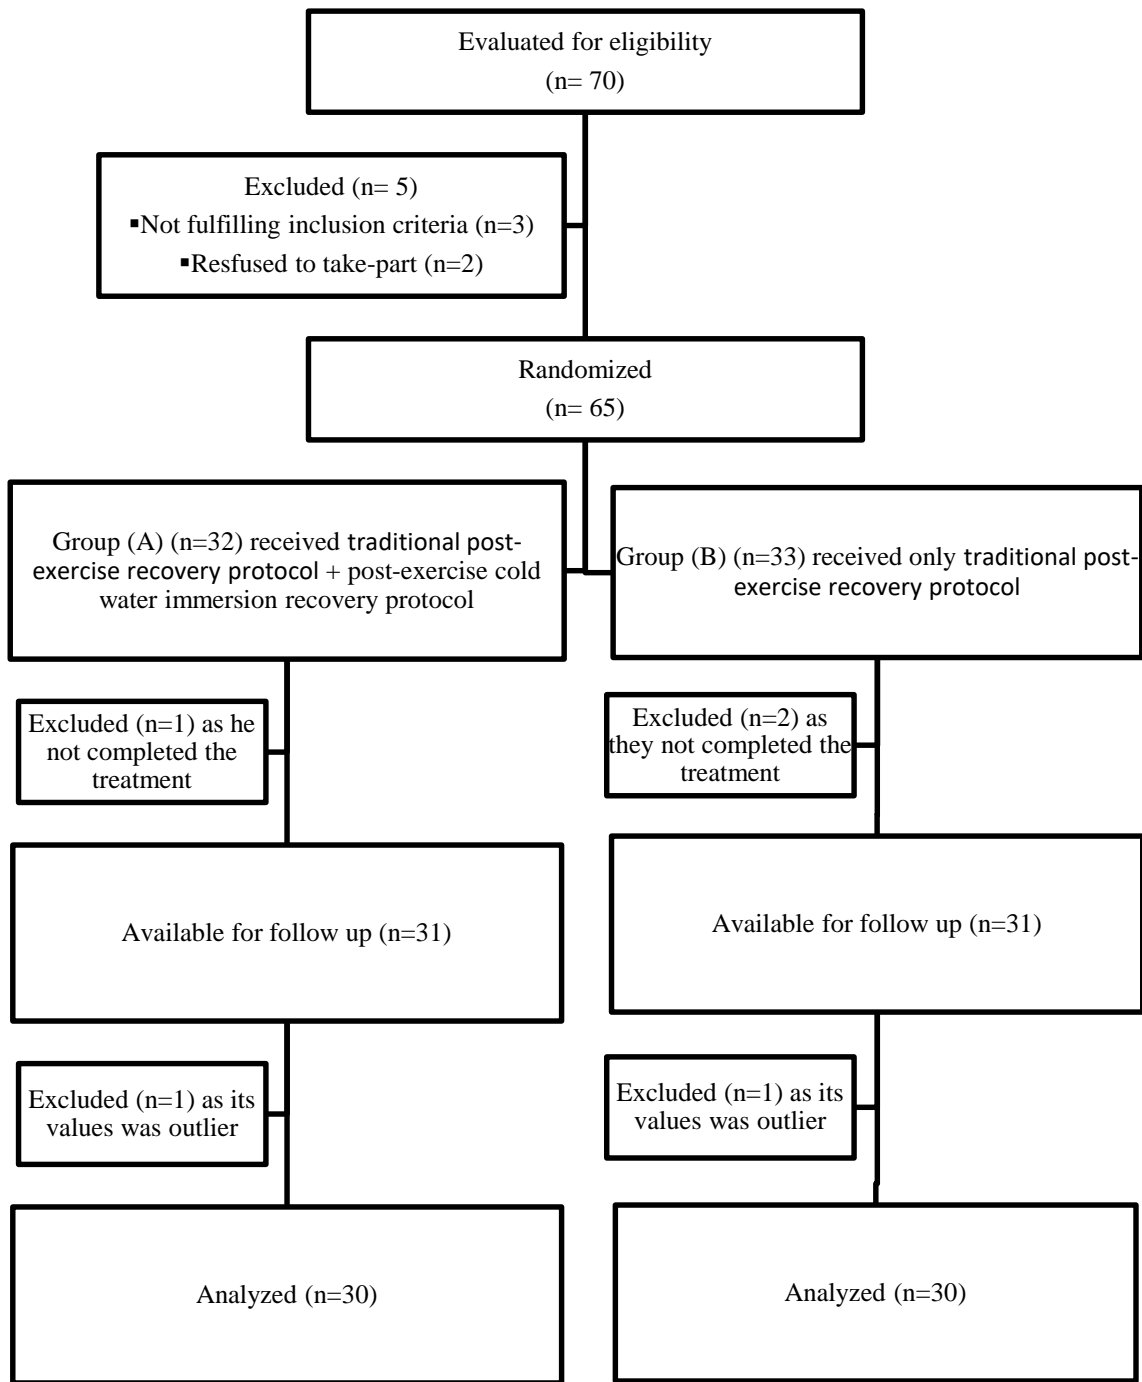 Evaluated for eligibility
(n= 70)
Excluded (n= 5)
▪Not fulfilling inclusion criteria (n=3)
▪Resfused to take-part (n=2)
Randomized
(n= 65)
Group (A) (n=32) received traditional post-
exercise recovery protocol + post-exercise cold
water immersion recovery protocol
Group (B) (n=33) received only traditional post-
exercise recovery protocol
Excluded (n=1) as he
not completed the
treatment
Excluded (n=2) as
they not completed the
treatment
Available for follow up (n=31)
Available for follow up (n=31)
Excluded (n=1) as its
values was outlier
Excluded (n=1) as its
values was outlier
Analyzed (n=30)
Analyzed (n=30)